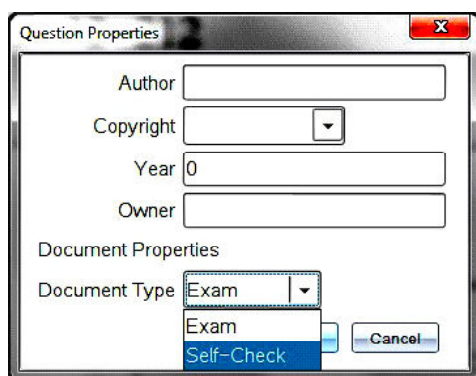 Question Properties
Author
Copyright
Year 0
Owner
Document Properties
Document Type Exam
Exam
Self-Check
Cancel